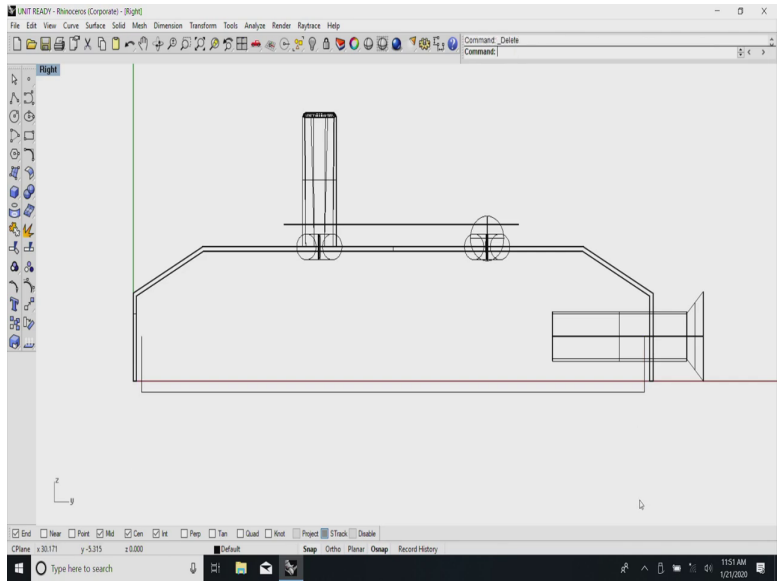 UNIT READY - Rhinoceros (Corporate) - [Right]
File Edit View Curve Surface Solid Mesh Dimension Transform Tools Analyze Render Raytrace Help
Command: _Delete
Command:
Right
z
y
End Near Point Mid Cen Int Perp Tan Quad Knot Project STrack Disable
CPlane x 30.171 y -5.315 z 0.000 Default Snap Ortho Planar Osnap Record History
Type here to search
11:51 AM
1/21/2020